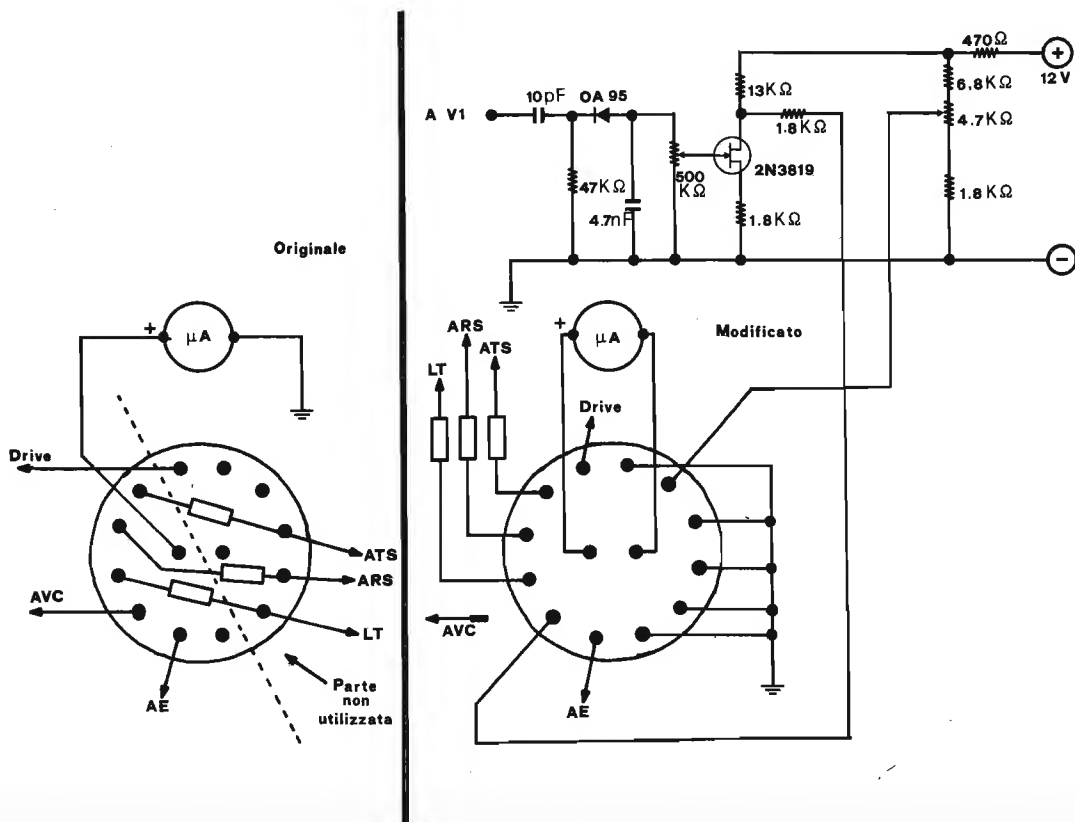 Originale
+
μA
Drive
ATS
ARS
AVC
LT
AE
Parte
non
utilizzata
470Ω
+
12 V
10pF
OA 95
13KΩ
6.8KΩ
A V1
1.8KΩ
4.7KΩ
2N3819
47KΩ
500
KΩ
4.7nF
1.8KΩ
1.8KΩ
−
Modificato
ARS
ATS
LT
+
μA
Drive
AVC
AE